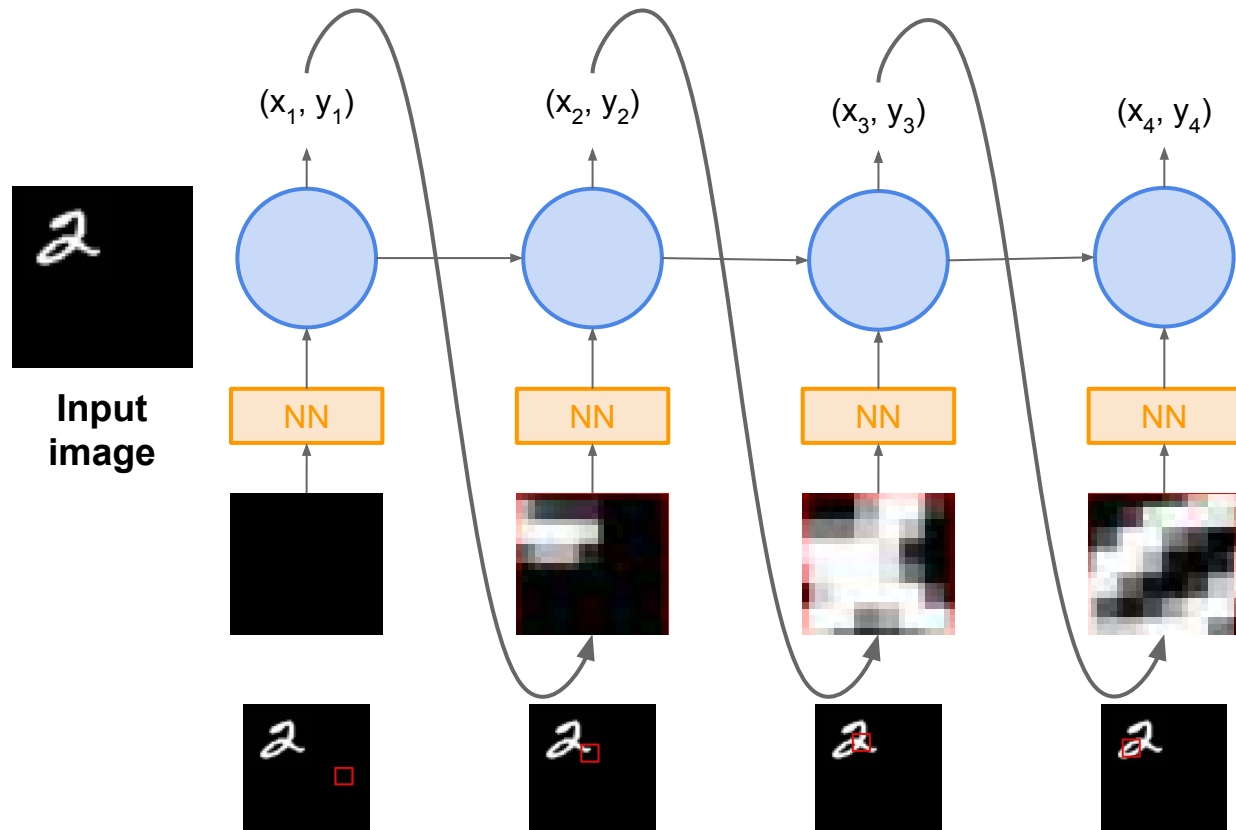 (x₁, y₁)
(x₂, y₂)
(x₃, y₃)
(x₄, y₄)
Input
image
NN
NN
NN
NN